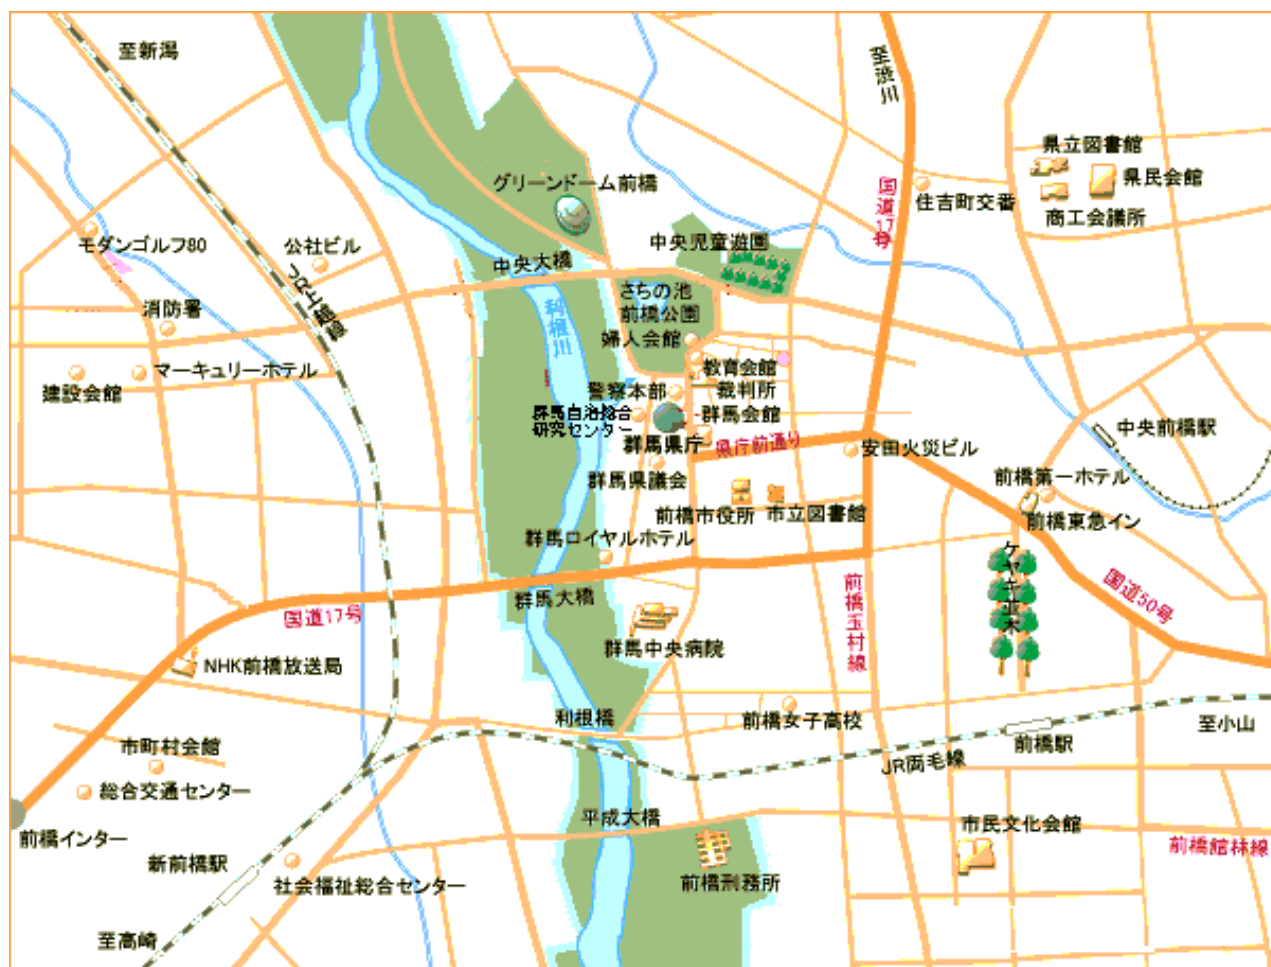 至新潟
至渋川
県立図書館
県民会館
グリーンドーム前橋
国道17号
住吉町交番
商工会議所
モダンゴルフ80
公社ビル
中央児童遊園
中央大橋
JR上越線
さちの池
前橋公園
利根川
消防署
婦人会館
マーキュリーホテル
教育会館
建設会館
警察本部
裁判所
群馬自治総合
研究センター
群馬会館
中央前橋駅
群馬県庁
県庁前通り
安田火災ビル
群馬県議会
前橋第一ホテル
前橋市役所
市立図書館
前橋東急イン
群馬ロイヤルホテル
ケヤキ並木
国道50号
群馬大橋
前橋玉村線
国道17号
群馬中央病院
NHK前橋放送局
利根橋
前橋女子高校
至小山
市町村会館
前橋駅
JR両毛線
総合交通センター
平成大橋
市民文化会館
前橋インター
前橋館林線
新前橋駅
社会福祉総合センター
前橋刑務所
至高崎